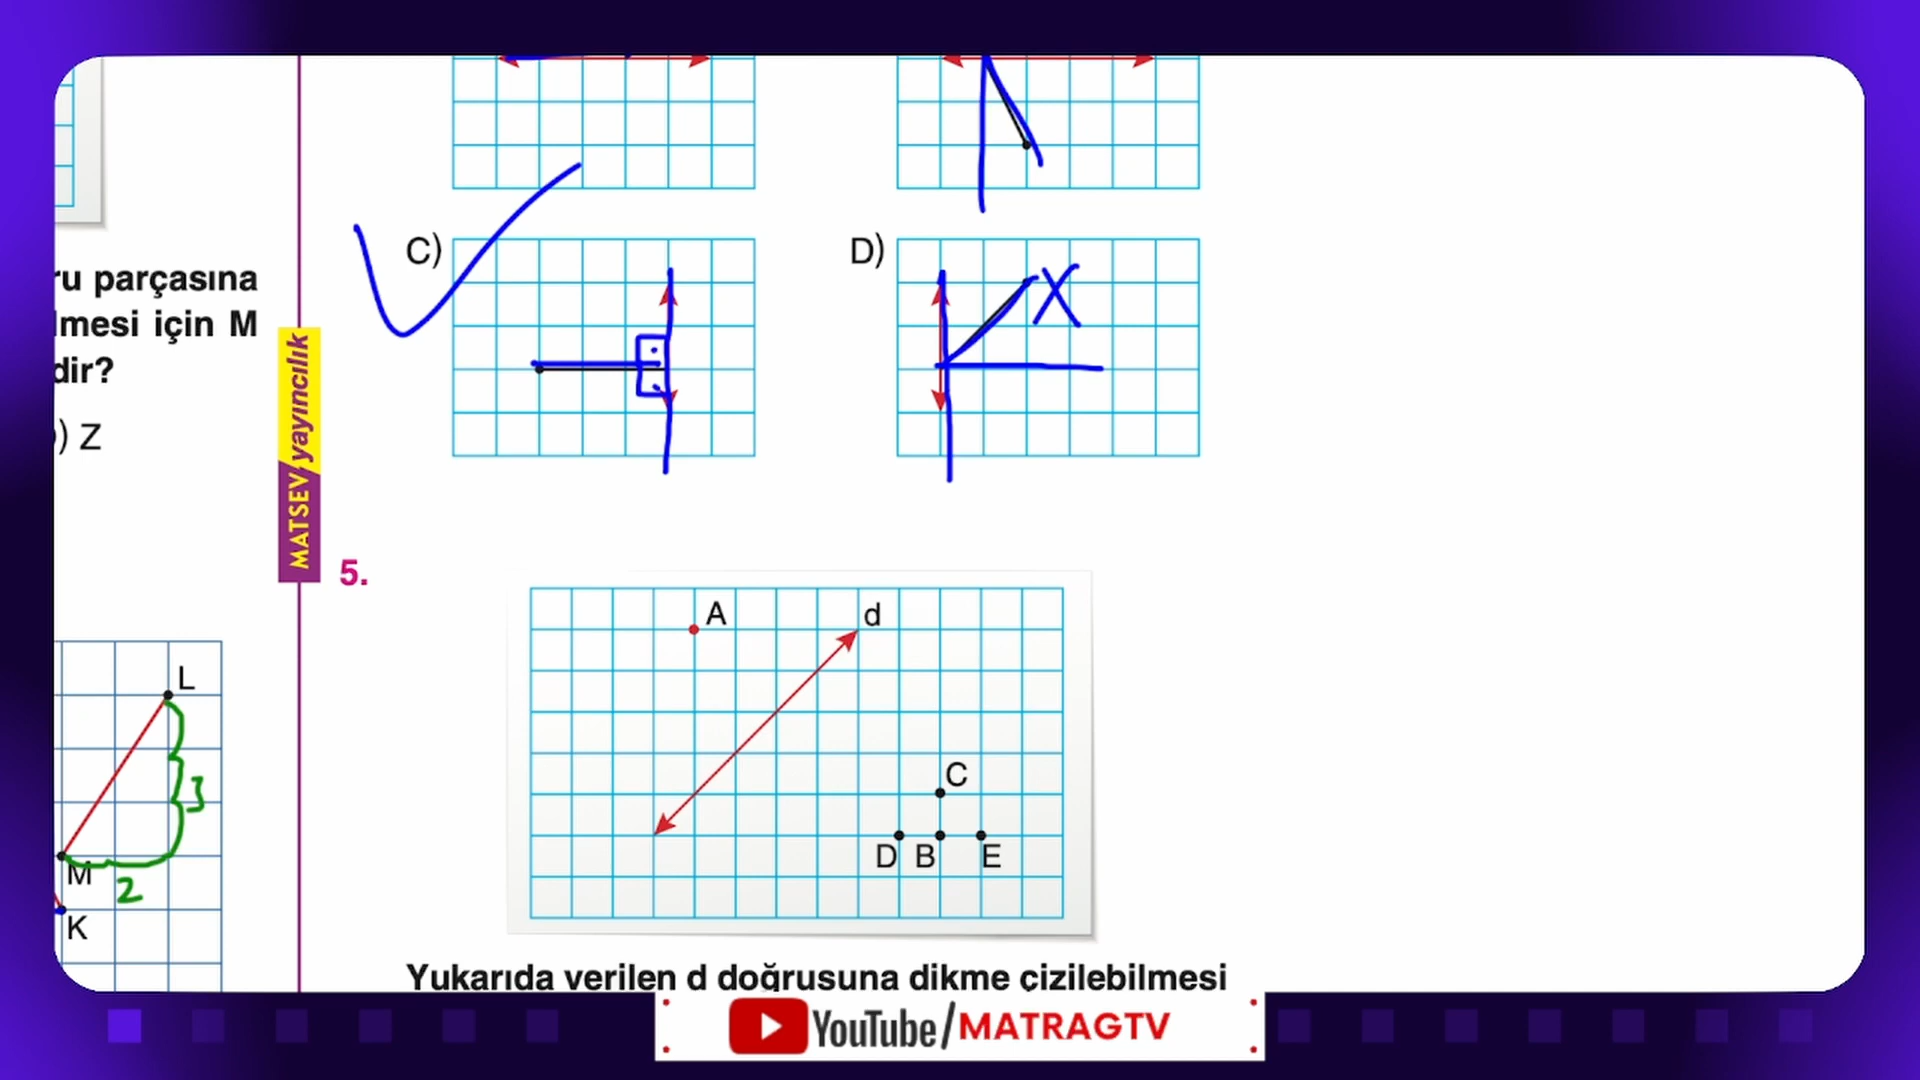 C)
D)
X
ru parçasına
lmesi için M
dir?
) Z
MATSEV yayıncılık
5.
A
d
C
D B E
L
3
M
2
K
Yukarıda verilen d doğrusuna dikme çizilebilmesi
YouTube/MATRAGTV